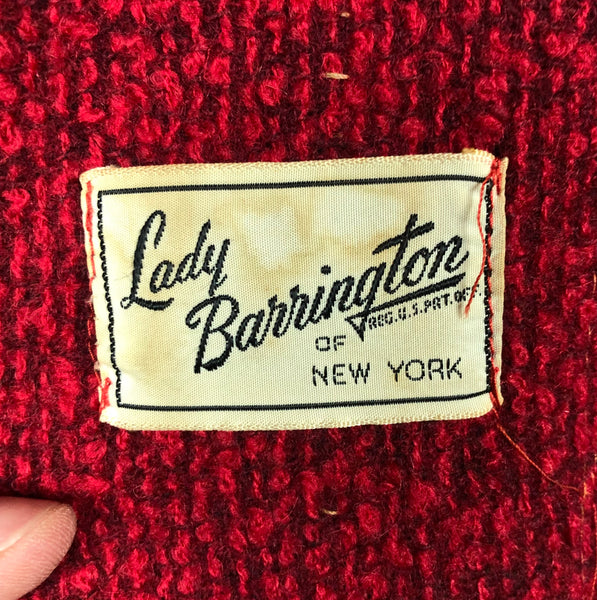 Lady
Barrington
REG.U.S.PAT.OFF.
OF
NEW YORK